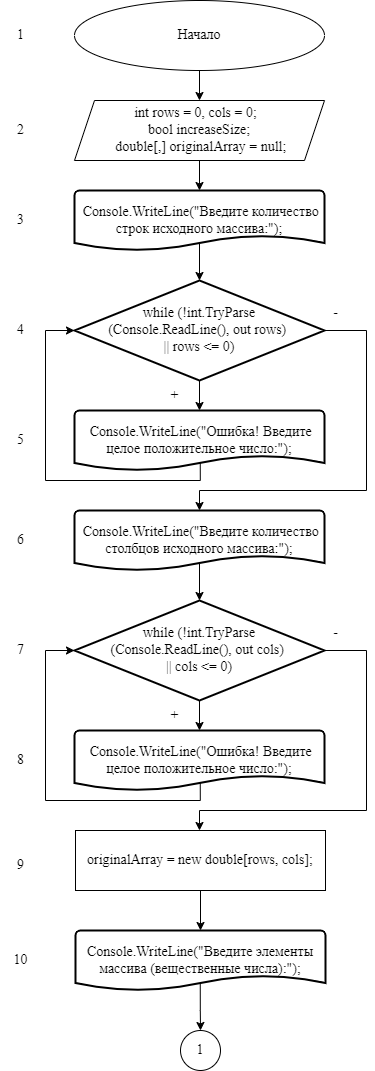 1
Начало
2
int rows = 0, cols = 0;
bool increaseSize;
double[,] originalArray = null;
3
Console.WriteLine("Введите количество
строк исходного массива:");
4
while (!int.TryParse
(Console.ReadLine(), out rows)
|| rows <= 0)
-
+
5
Console.WriteLine("Ошибка! Введите
целое положительное число:");
6
Console.WriteLine("Введите количество
столбцов исходного массива:");
7
while (!int.TryParse
(Console.ReadLine(), out cols)
|| cols <= 0)
-
+
8
Console.WriteLine("Ошибка! Введите
целое положительное число:");
9
originalArray = new double[rows, cols];
10
Console.WriteLine("Введите элементы
массива (вещественные числа):");
1